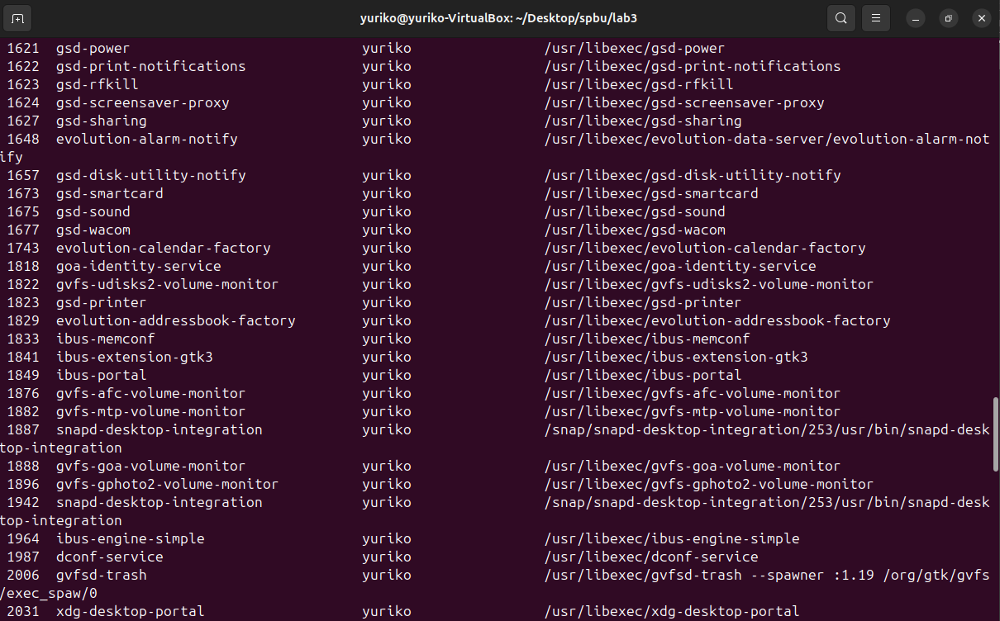 yuriko@yuriko-VirtualBox: ~/Desktop/spbu/lab3
1621 gsd-power yuriko /usr/libexec/gsd-power
1622 gsd-print-notifications yuriko /usr/libexec/gsd-print-notifications
1623 gsd-rfkill yuriko /usr/libexec/gsd-rfkill
1624 gsd-screensaver-proxy yuriko /usr/libexec/gsd-screensaver-proxy
1627 gsd-sharing yuriko /usr/libexec/gsd-sharing
1648 evolution-alarm-notify yuriko /usr/libexec/evolution-data-server/evolution-alarm-not
ify
1657 gsd-disk-utility-notify yuriko /usr/libexec/gsd-disk-utility-notify
1673 gsd-smartcard yuriko /usr/libexec/gsd-smartcard
1675 gsd-sound yuriko /usr/libexec/gsd-sound
1677 gsd-wacom yuriko /usr/libexec/gsd-wacom
1743 evolution-calendar-factory yuriko /usr/libexec/evolution-calendar-factory
1818 goa-identity-service yuriko /usr/libexec/goa-identity-service
1822 gvfs-udisks2-volume-monitor yuriko /usr/libexec/gvfs-udisks2-volume-monitor
1823 gsd-printer yuriko /usr/libexec/gsd-printer
1829 evolution-addressbook-factory yuriko /usr/libexec/evolution-addressbook-factory
1833 ibus-memconf yuriko /usr/libexec/ibus-memconf
1841 ibus-extension-gtk3 yuriko /usr/libexec/ibus-extension-gtk3
1849 ibus-portal yuriko /usr/libexec/ibus-portal
1876 gvfs-afc-volume-monitor yuriko /usr/libexec/gvfs-afc-volume-monitor
1882 gvfs-mtp-volume-monitor yuriko /usr/libexec/gvfs-mtp-volume-monitor
1887 snapd-desktop-integration yuriko /snap/snapd-desktop-integration/253/usr/bin/snapd-desk
top-integration
1888 gvfs-goa-volume-monitor yuriko /usr/libexec/gvfs-goa-volume-monitor
1896 gvfs-gphoto2-volume-monitor yuriko /usr/libexec/gvfs-gphoto2-volume-monitor
1942 snapd-desktop-integration yuriko /snap/snapd-desktop-integration/253/usr/bin/snapd-desk
top-integration
1964 ibus-engine-simple yuriko /usr/libexec/ibus-engine-simple
1987 dconf-service yuriko /usr/libexec/dconf-service
2006 gvfsd-trash yuriko /usr/libexec/gvfsd-trash --spawner :1.19 /org/gtk/gvfs
/exec_spaw/0
2031 xdg-desktop-portal yuriko /usr/libexec/xdg-desktop-portal